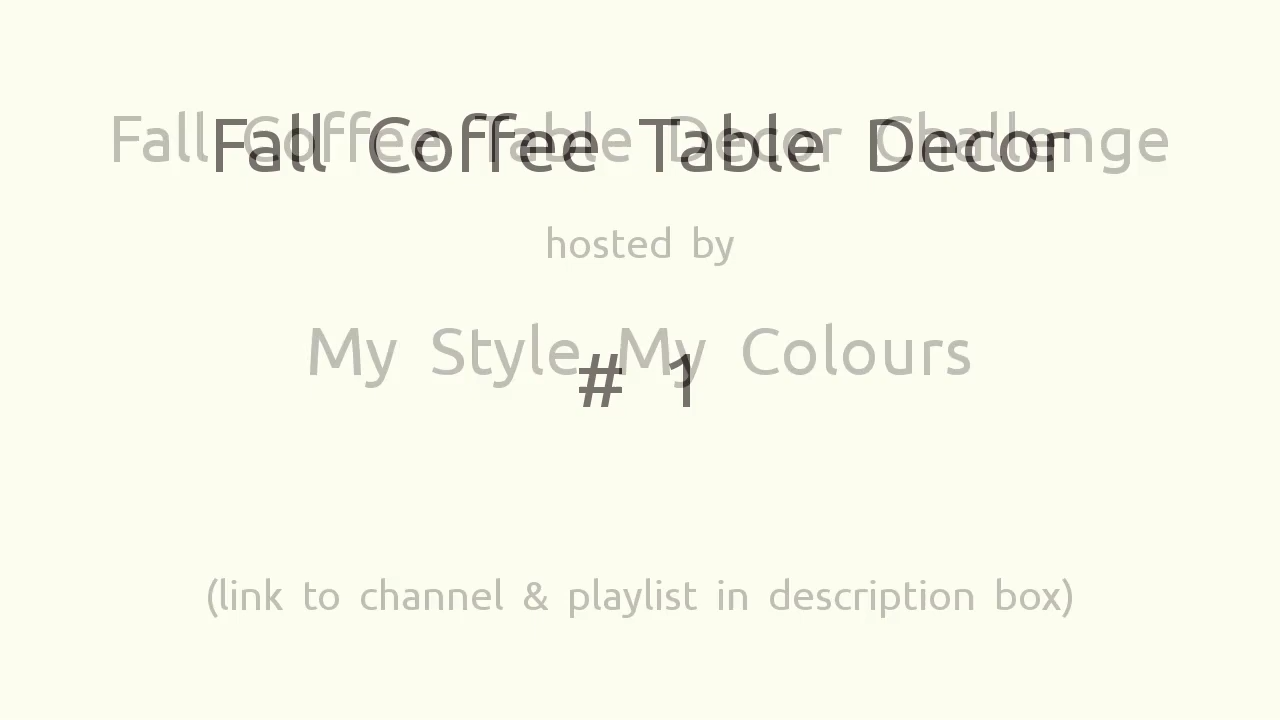 Fall Coffee Table Decor Challenge
Fall Coffee Table Decor
hosted by
My Style My Colours
# 1
(link to channel & playlist in description box)